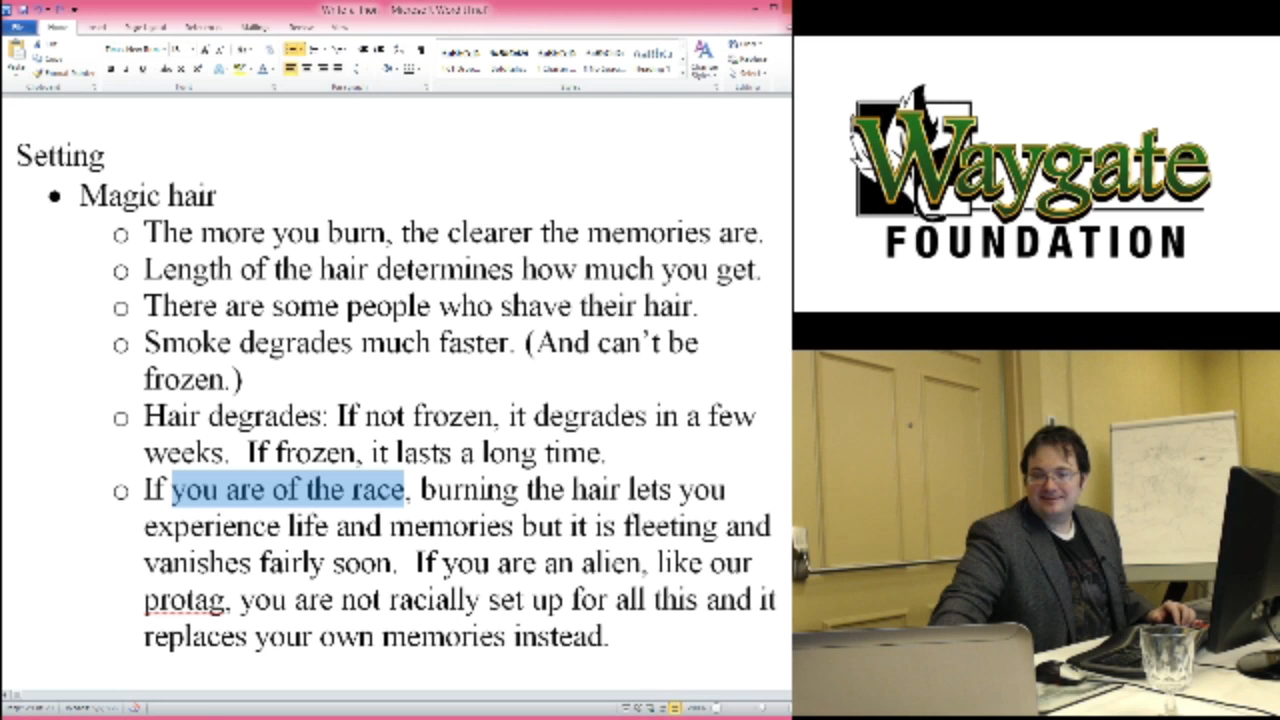 Setting
Magic hair
The more you burn, the clearer the memories are.
Length of the hair determines how much you get.
There are some people who shave their hair.
Smoke degrades much faster. (And can't be
frozen.)
Hair degrades: If not frozen, it degrades in a few
weeks. If frozen, it lasts a long time.
If you are of the race, burning the hair lets you
experience life and memories but it is fleeting and
vanishes fairly soon. If you are an alien, like our
protag, you are not racially set up for all this and it
replaces your own memories instead.
Waygate
FOUNDATION